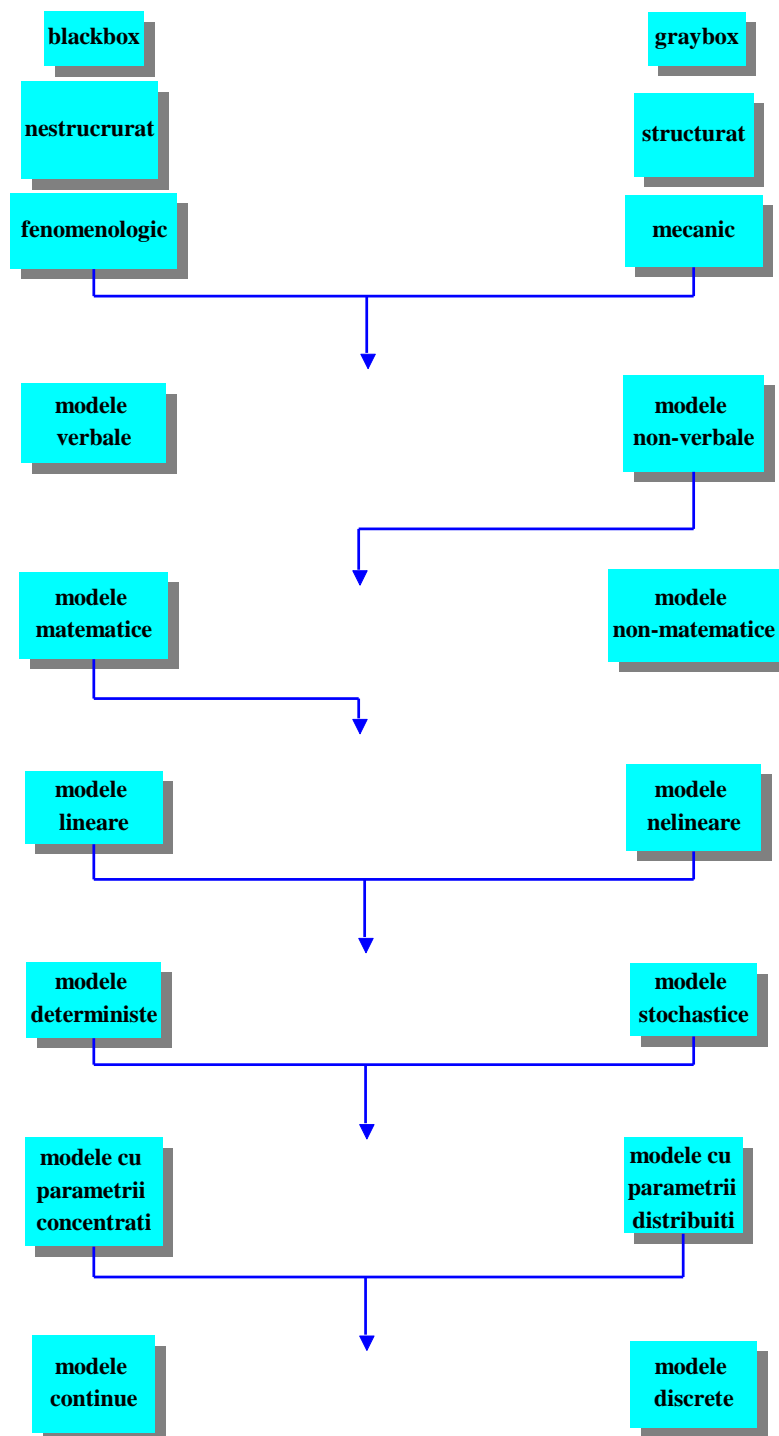 blackbox
graybox
nestrucrurat
structurat
fenomenologic
mecanic
modele
verbale
modele
non-verbale
modele
matematice
modele
non-matematice
modele
lineare
modele
nelineare
modele
deterministe
modele
stochastice
modele cu
parametrii
concentrati
modele cu
parametrii
distribuiti
modele
continue
modele
discrete